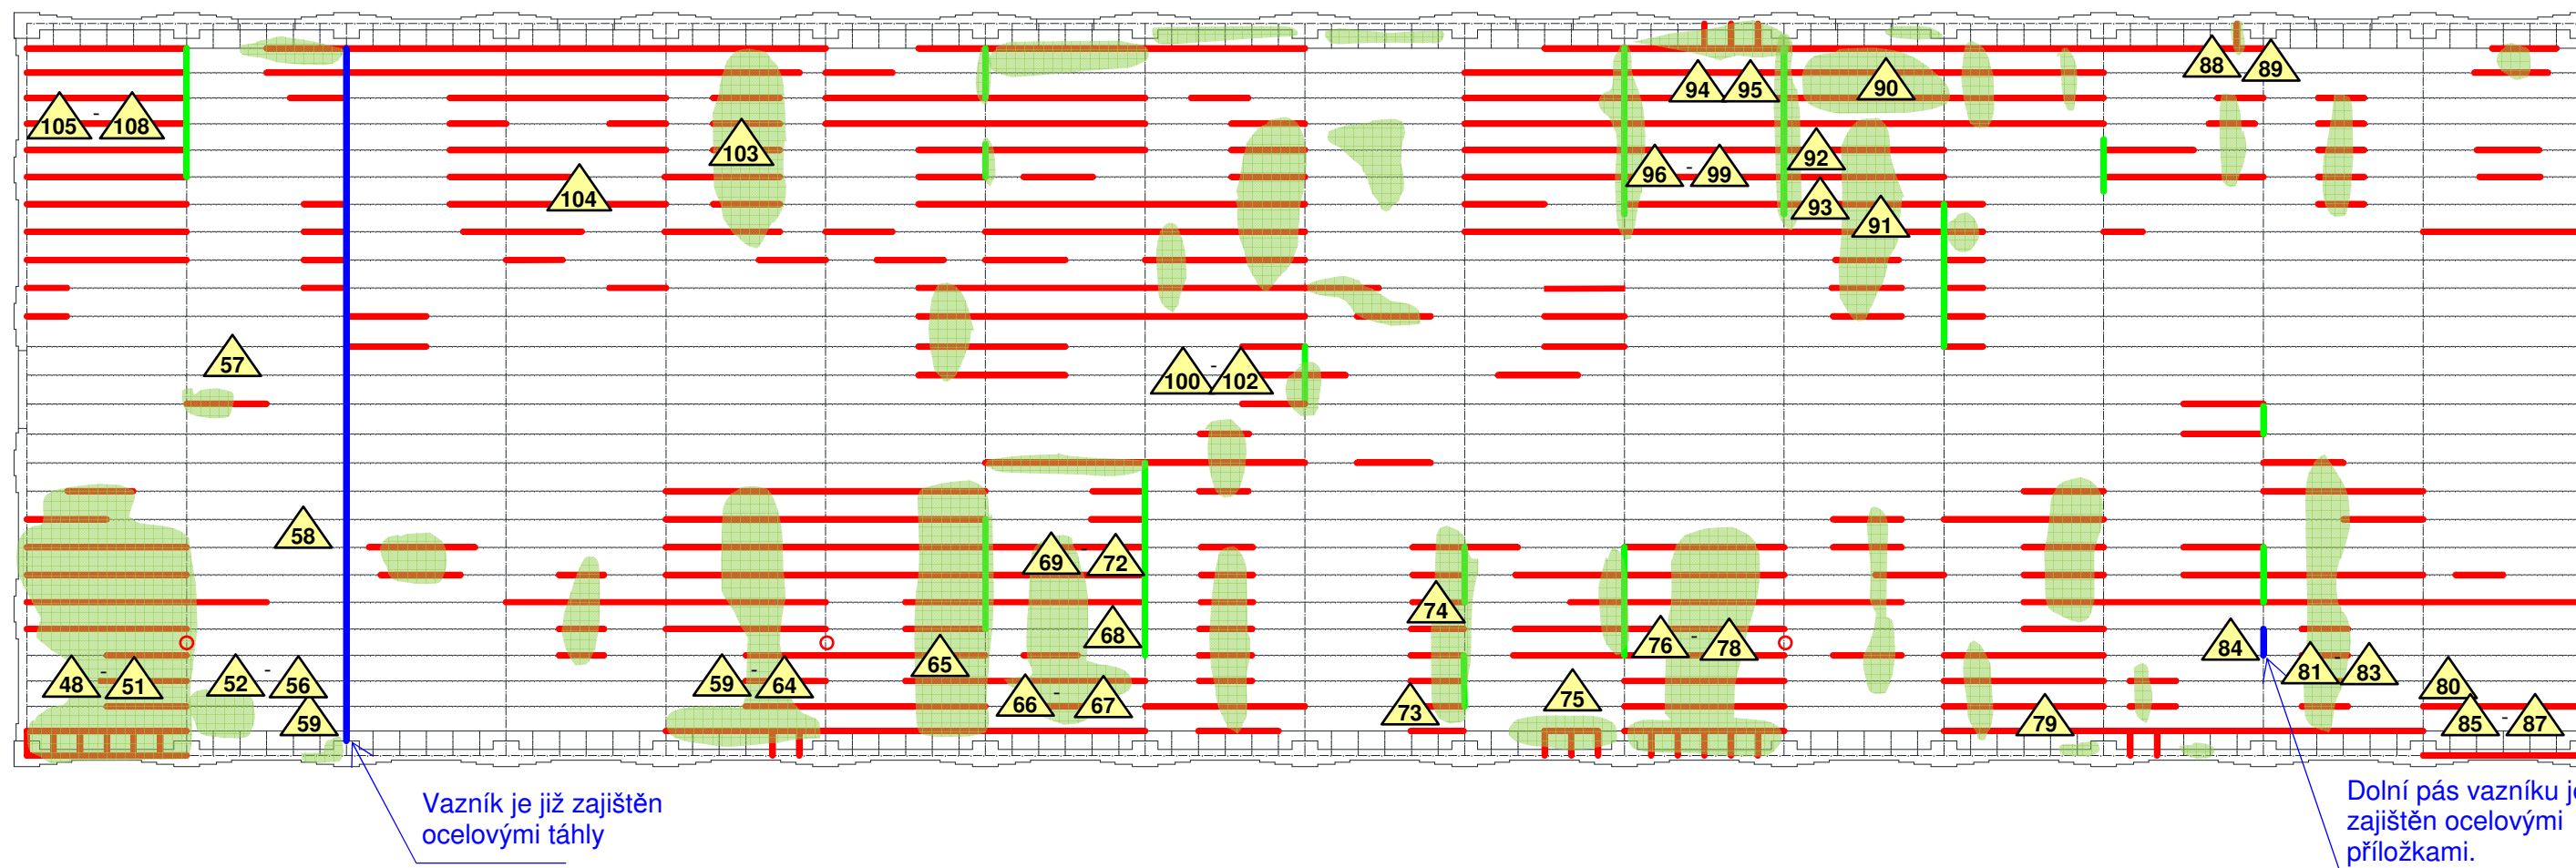 88
89
94
95
90
105 - 108
103
92
96 - 99
104
93
91
57
100 - 102
58
69 - 72
74
68
76 - 78
84
65
81 - 83
48 - 51
52 - 56
59 - 64
80
66 - 67
73
75
59
79
85 - 87
Vazník je již zajištěn
ocelovými táhly
Dolní pás vazníku
zajištěn ocelovými
příložkami.